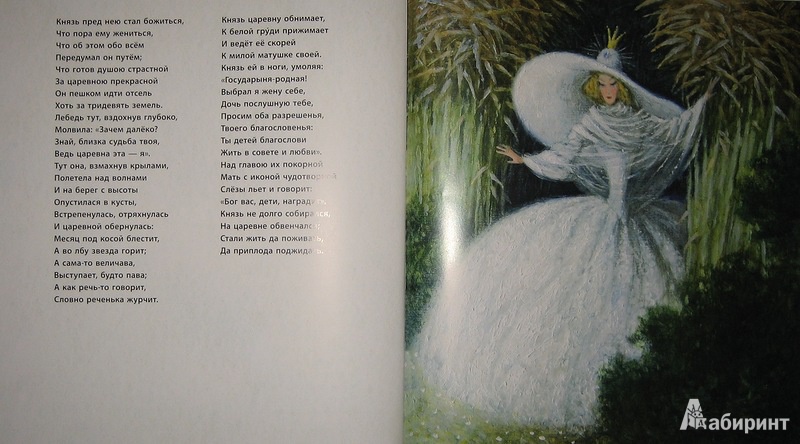 Князь пред нею стал божиться,
Что пора ему жениться,
Что об этом обо всём
Передумал он путём;
Что готов душою страстной
За царевною прекрасной
Он пешком идти отсель
Хоть за тридевять земель.
Лебедь тут, вздохнув глубоко,
Молвила: «Зачем далёко?
Знай, близка судьба твоя,
Ведь царевна эта — я».
Тут она, взмахнув крылами,
Полетела над волнами
И на берег с высоты
Опустилася в кусты,
Встрепенулась, отряхнулась
И царевной обернулась:
Месяц под косой блестит,
А во лбу звезда горит;
А сама-то величава,
Выступает, будто пава;
А как речь-то говорит,
Словно реченька журчит.
Князь царевну обнимает,
К белой груди прижимает
И ведёт её скорей
К милой матушке своей.
Князь ей в ноги, умоляя:
«Государыня-родная!
Выбрал я жену себе,
Дочь послушную тебе,
Просим оба разрешенья,
Твоего благословенья:
Ты детей благослови
Жить в совете и любви».
Над главою их покорной
Мать с иконой чудотворной
Слёзы льет и говорит:
«Бог вас, дети,
Князь не долго собирался,
На царевне обвенчался;
Стали жить да поживать,
Да приплода поджидать.
Лабиринт